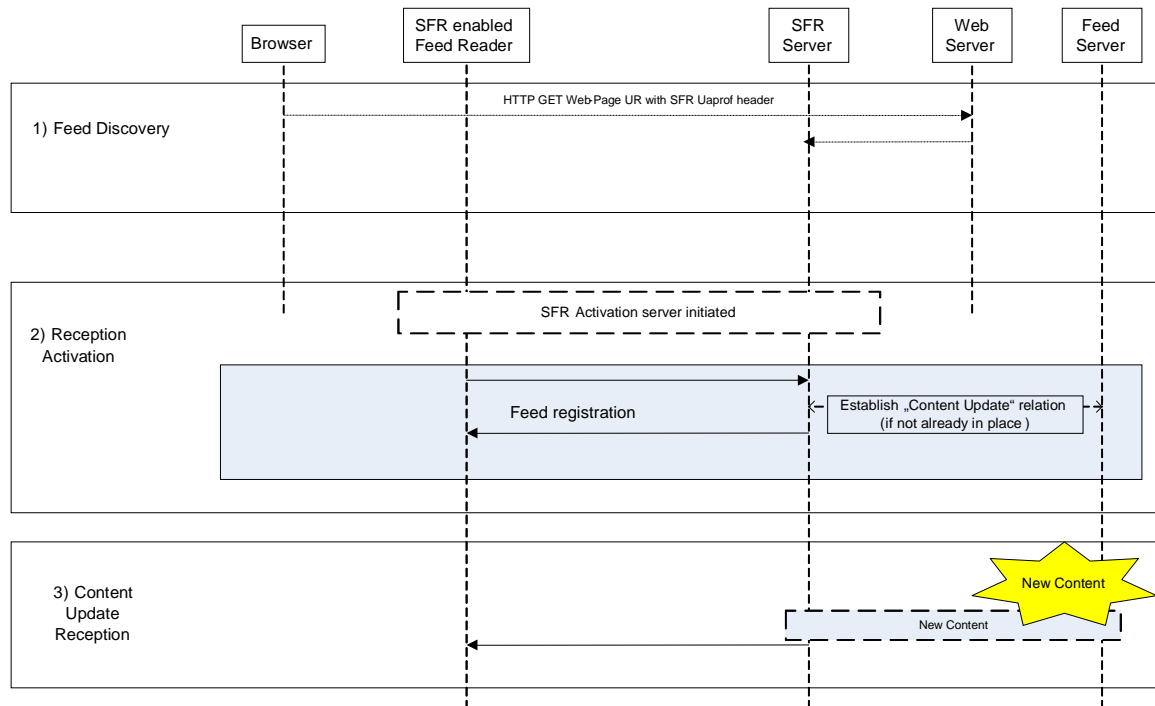 Browser
SFR enabled
Feed Reader
SFR
Server
Web
Server
Feed
Server
HTTP GET Web-Page UR with SFR Uaprof header
1) Feed Discovery
SFR Activation server initiated
2) Reception
Activation
Feed registration
Establish „Content Update“ relation
(if not already in place )
New Content
3) Content
Update
Reception
New Content